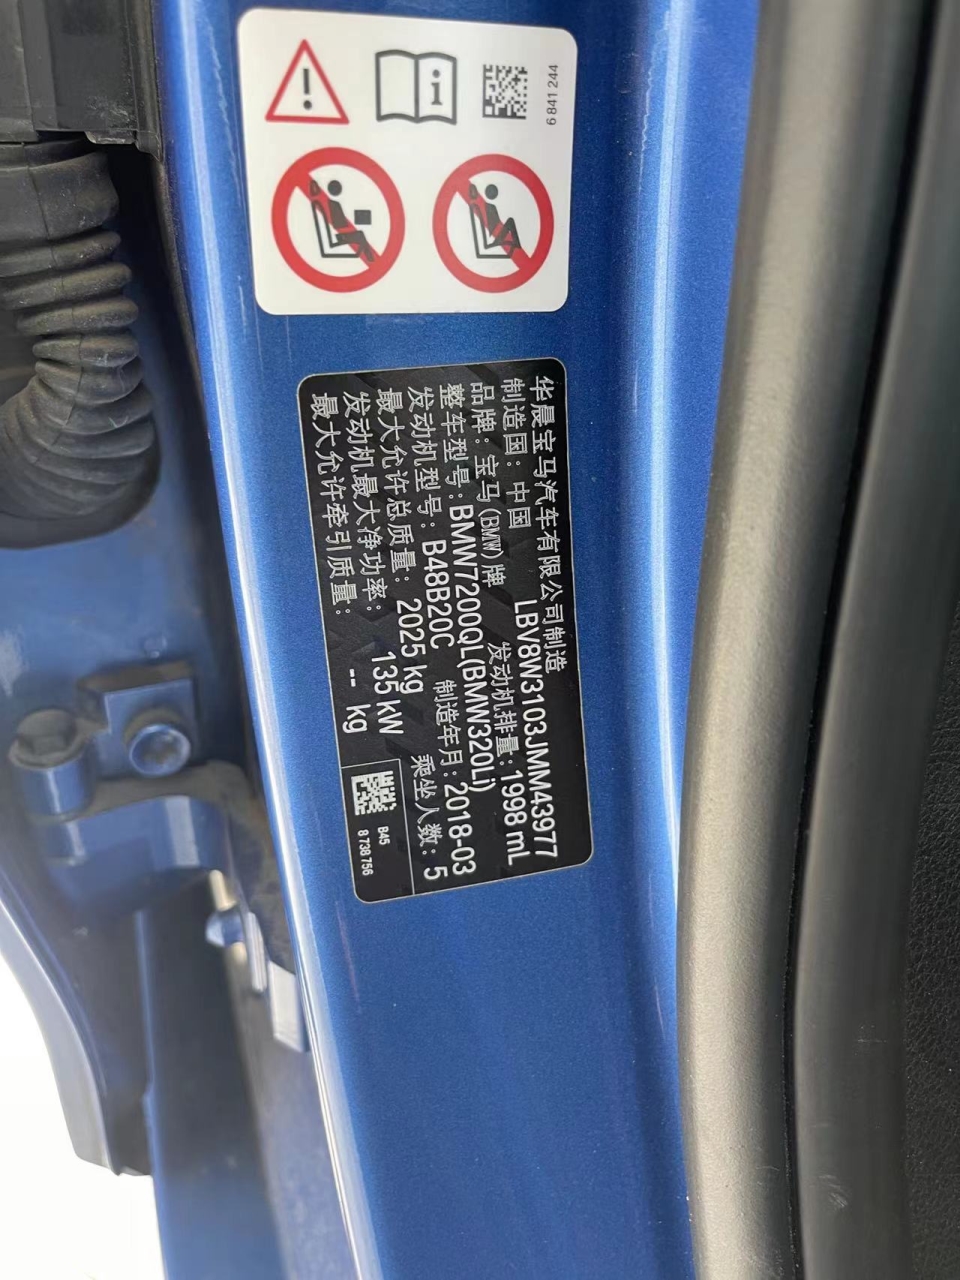 6 841 244
华晨宝马汽车有限公司制造
制造国：中国 LBV8W3103JMM43977
品牌：宝马(BMW)牌 发动机排量：1998 mL
整车型号：BMW7200QL(BMW320Li)
发动机型号：B48B20C 制造年月：2018-03
最大允许总质量：2025 kg 乘坐人数：5
发动机最大净功率：135 kW
最大允许牵引质量：-- kg
B45
8 738 756